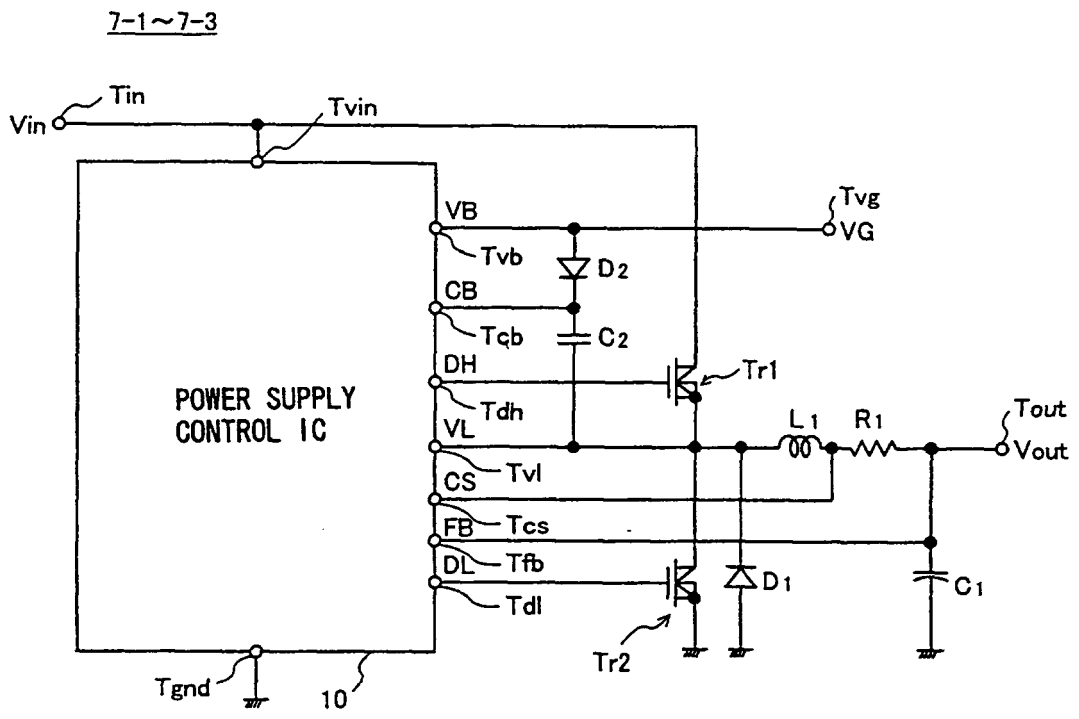 7-1~7-3
Tin
Vin
Tvin
VB
Tvb
Tvg
VG
D2
CB
Tcb
C2
DH
Tdh
Tr1
POWER SUPPLY
CONTROL IC
VL
Tvl
L1
R1
Tout
Vout
CS
Tcs
FB
Tfb
DL
Tdl
D1
C1
Tr2
Tgnd
10